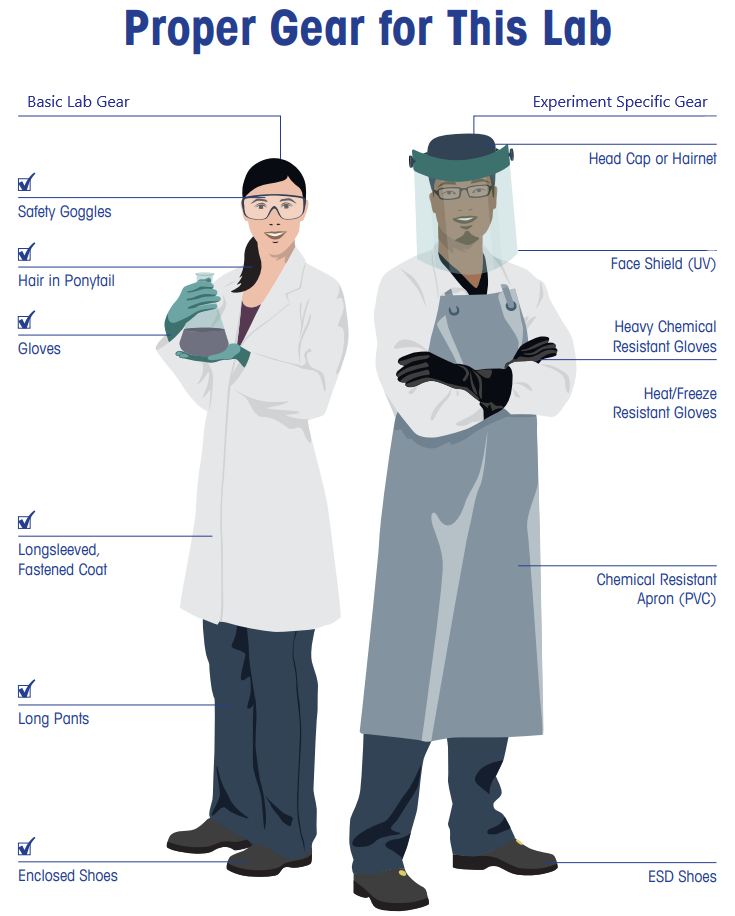 Proper Gear for This Lab
Basic Lab Gear
Safety Goggles
Hair in Ponytail
Gloves
Longsleeved,
Fastened Coat
Long Pants
Enclosed Shoes
Experiment Specific Gear
Head Cap or Hairnet
Face Shield (UV)
Heavy Chemical
Resistant Gloves
Heat/Freeze
Resistant Gloves
Chemical Resistant
Apron (PVC)
ESD Shoes